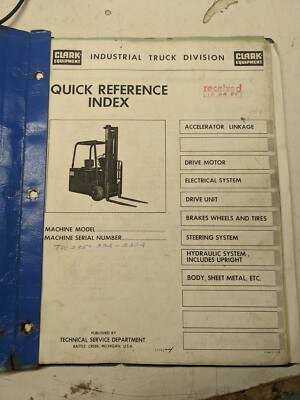 CLARK
EQUIPMENT
INDUSTRIAL TRUCK DIVISION
CLARK
EQUIPMENT
QUICK REFERENCE
INDEX
received
ACCELERATOR LINKAGE
DRIVE MOTOR
ELECTRICAL SYSTEM
DRIVE UNIT
BRAKES WHEELS AND TIRES
STEERING SYSTEM
HYDRAULIC SYSTEM,
INCLUDES UPRIGHT
BODY, SHEET METAL, ETC.
MACHINE MODEL
MACHINE SERIAL NUMBER
PUBLISHED BY
TECHNICAL SERVICE DEPARTMENT
BATTLE CREEK, MICHIGAN, U.S.A.